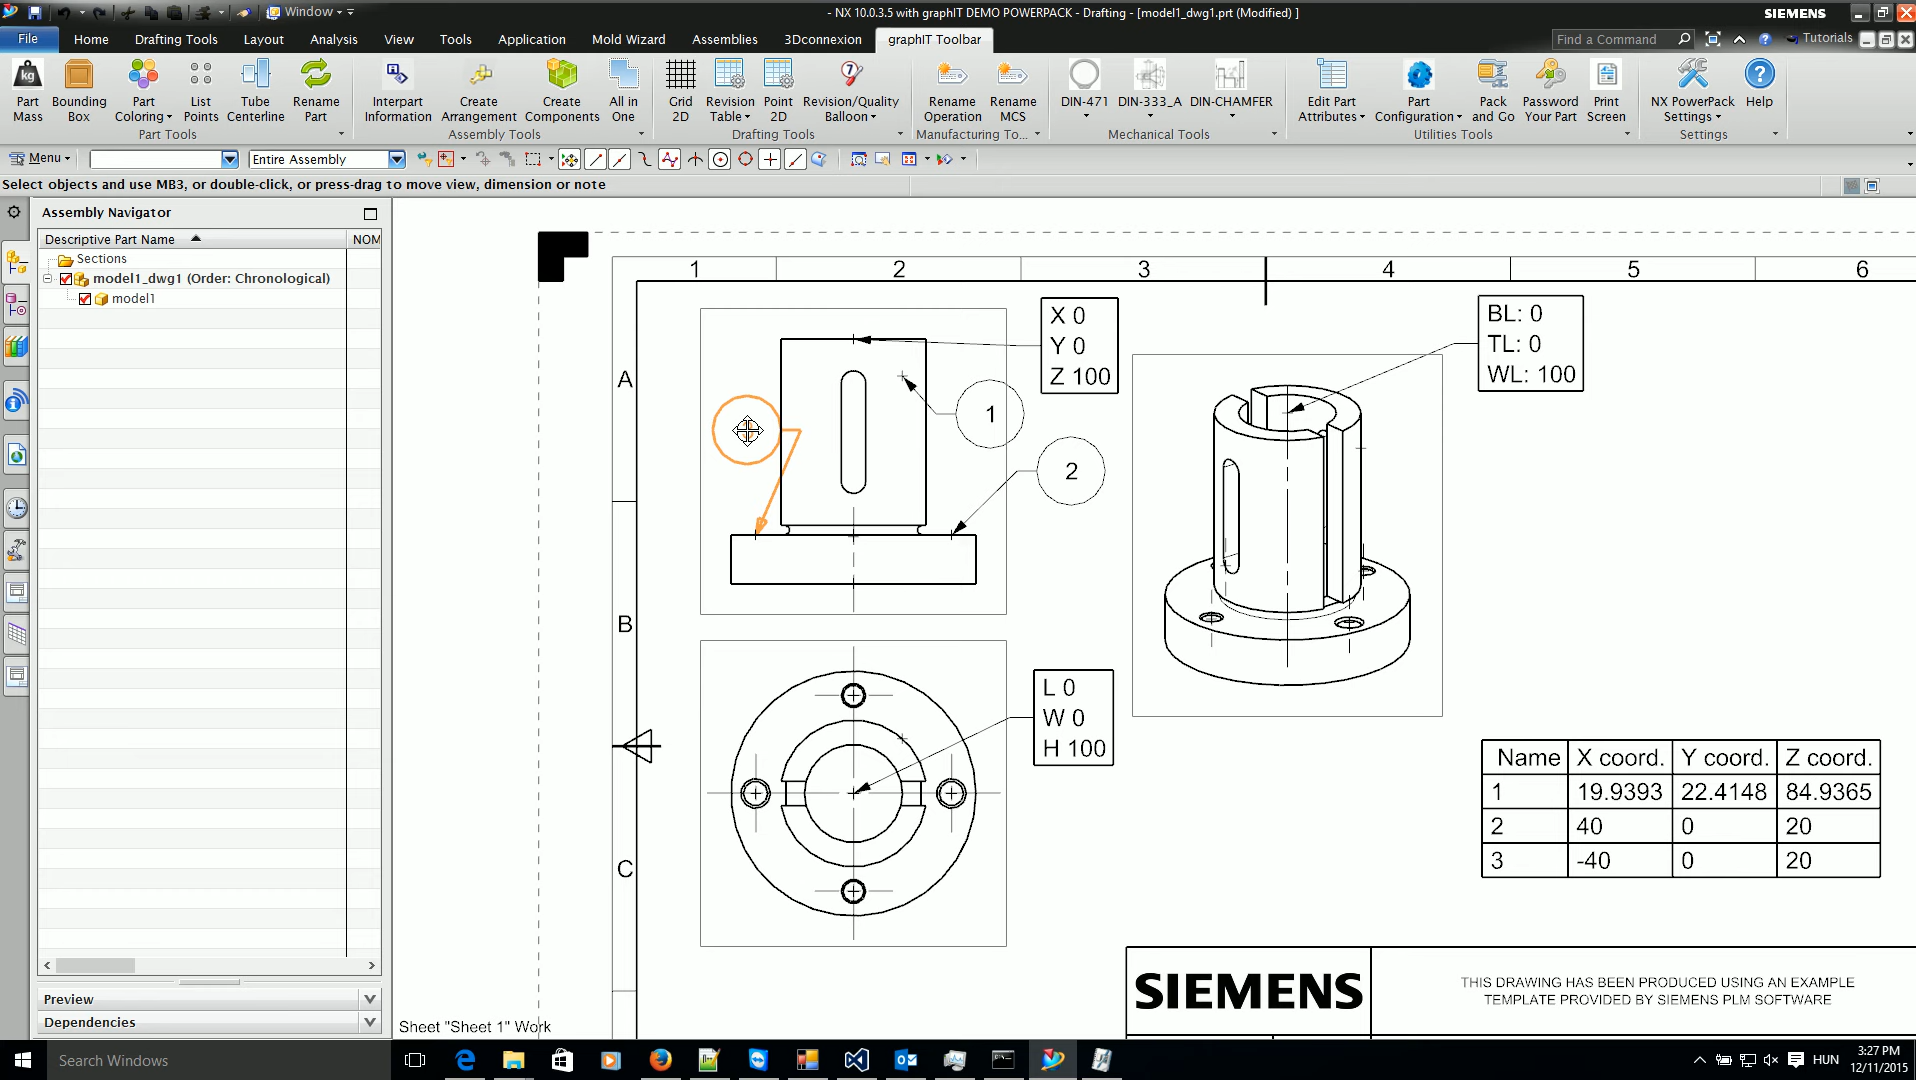 Window
- NX 10.0.3.5 with graphIT DEMO POWERPACK - Drafting - [model1_dwg1.prt (Modified) ]
SIEMENS
File
Home
Drafting Tools
Layout
Analysis
View
Tools
Application
Mold Wizard
Assemblies
3Dconnexion
graphIT Toolbar
Find a Command
Tutorials
Part Mass
Bounding Box
Part Coloring
List Points
Tube Centerline
Rename Part
Interpart Information
Create Arrangement
Create Components
All in One
Grid 2D
Revision Table
Point 2D
Revision/Quality Balloon
Rename Operation
Rename MCS
DIN-471
DIN-333_A
DIN-CHAMFER
Edit Part Attributes
Part Configuration
Pack and Go
Password Your Part
Print Screen
NX PowerPack Settings
Help
Part Tools
Assembly Tools
Drafting Tools
Manufacturing To...
Mechanical Tools
Utilities Tools
Settings
Menu
Entire Assembly
Select objects and use MB3, or double-click, or press-drag to move view, dimension or note
Assembly Navigator
Descriptive Part Name
NOM
Sections
model1_dwg1 (Order: Chronological)
model1
Preview
Dependencies
1 2 3 4 5 6
A
B
C
X 0
Y 0
Z 100
1
2
BL: 0
TL: 0
WL: 100
L 0
W 0
H 100
Name X coord. Y coord. Z coord.
1 19.9393 22.4148 84.9365
2 40 0 20
3 -40 0 20
SIEMENS
THIS DRAWING HAS BEEN PRODUCED USING AN EXAMPLE
TEMPLATE PROVIDED BY SIEMENS PLM SOFTWARE
Sheet "Sheet 1" Work
Search Windows
HUN
3:27 PM
12/11/2015